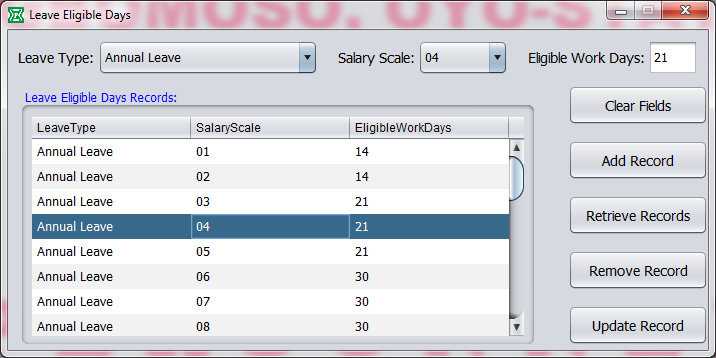 Leave Eligible Days
OMOSO, OYO-STA
Leave Type: Annual Leave Salary Scale: 04 Eligible Work Days: 21
Leave Eligible Days Records:
LeaveType SalaryScale EligibleWorkDays
Annual Leave 01 14
Annual Leave 02 14
Annual Leave 03 21
Annual Leave 04 21
Annual Leave 05 21
Annual Leave 06 30
Annual Leave 07 30
Annual Leave 08 30
Clear Fields
Add Record
Retrieve Records
Remove Record
Update Record